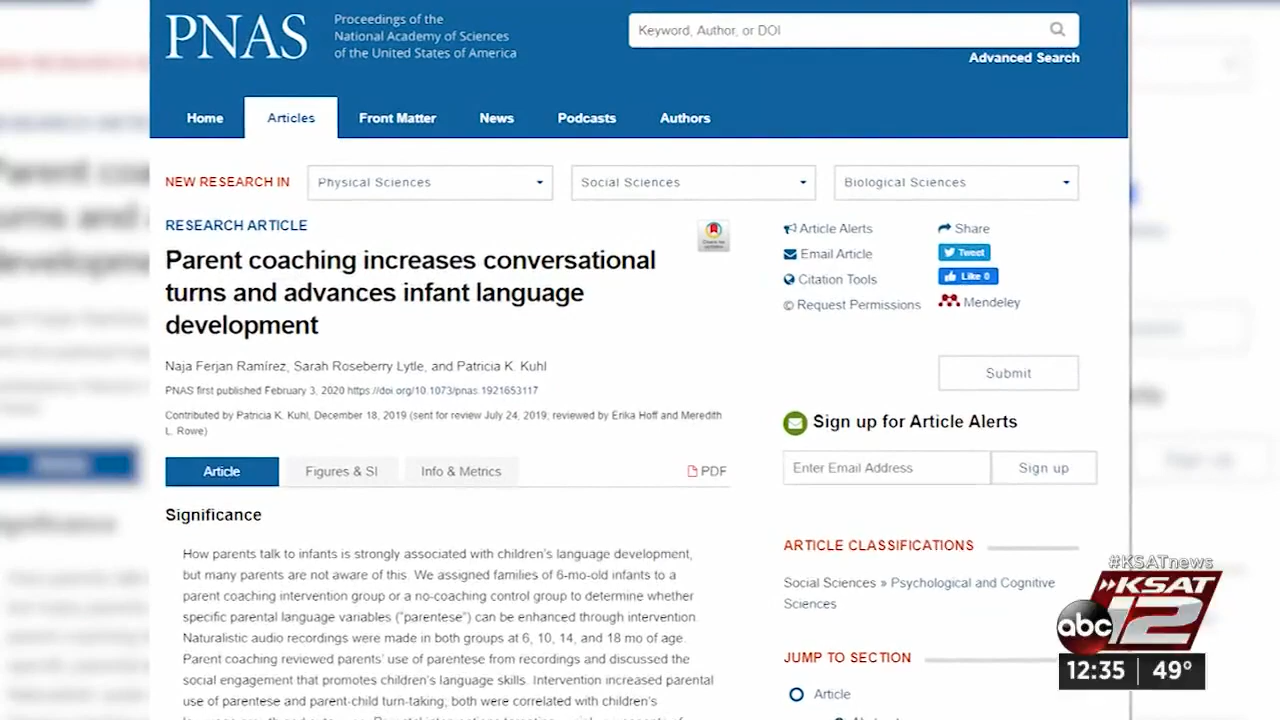 PNAS
Proceedings of the
National Academy of Sciences
of the United States of America
Keyword, Author, or DOI
Advanced Search
Home
Articles
Front Matter
News
Podcasts
Authors
NEW RESEARCH IN
Physical Sciences
Social Sciences
Biological Sciences
RESEARCH ARTICLE
Parent coaching increases conversational
turns and advances infant language
development
Naja Ferjan Ramírez, Sarah Roseberry Lytle, and Patricia K. Kuhl
PNAS first published February 3, 2020 https://doi.org/10.1073/pnas.1921653117
Contributed by Patricia K. Kuhl, December 18, 2019 (sent for review July 24, 2019; reviewed by Erika Hoff and Meredith
L. Rowe)
Article
Figures & SI
Info & Metrics
PDF
Significance
How parents talk to infants is strongly associated with children's language development,
but many parents are not aware of this. We assigned families of 6-mo-old infants to a
parent coaching intervention group or a no-coaching control group to determine whether
specific parental language variables ("parentese") can be enhanced through intervention.
Naturalistic audio recordings were made in both groups at 6, 10, 14, and 18 mo of age.
Parent coaching reviewed parents' use of parentese from recordings and discussed the
social engagement that promotes children's language skills. Intervention increased parental
use of parentese and parent-child turn-taking; both were correlated with children's
Article Alerts
Email Article
Citation Tools
© Request Permissions
Share
Tweet
Like 0
Mendeley
Submit
Sign up for Article Alerts
Enter Email Address
Sign up
ARTICLE CLASSIFICATIONS
Social Sciences » Psychological and Cognitive
Sciences
JUMP TO SECTION
Article
#KSATnews
KSAT
abc
12
12:35
49°